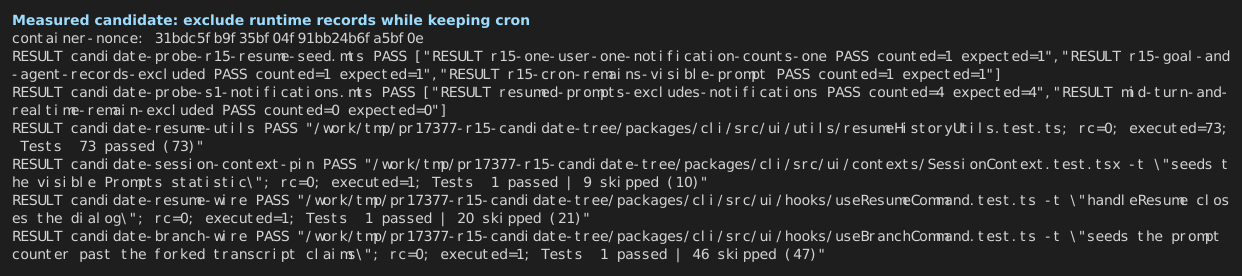 Measured candidate: exclude runtime records while keeping cron
container-nonce: 31bdc5fb9f35bf04f91bb24b6fa5bf0e
RESULT candidate-probe-r15-resume-seed.mts PASS ["RESULT r15-one-user-one-notification-counts-one PASS counted=1 expected=1","RESULT r15-goal-and
-agent-records-excluded PASS counted=1 expected=1","RESULT r15-cron-remains-visible-prompt PASS counted=1 expected=1"]
RESULT candidate-probe-s1-notifications.mts PASS ["RESULT resumed-prompts-excludes-notifications PASS counted=4 expected=4","RESULT mid-turn-and-
realtime-remain-excluded PASS counted=0 expected=0"]
RESULT candidate-resume-utils PASS "/work/tmp/pr17377-r15-candidate-tree/packages/cli/src/ui/utils/resumeHistoryUtils.test.ts; rc=0; executed=73;
 Tests  73 passed (73)"
RESULT candidate-session-context-pin PASS "/work/tmp/pr17377-r15-candidate-tree/packages/cli/src/ui/contexts/SessionContext.test.tsx -t \"seeds t
he visible Prompts statistic\"; rc=0; executed=1; Tests  1 passed | 9 skipped (10)"
RESULT candidate-resume-wire PASS "/work/tmp/pr17377-r15-candidate-tree/packages/cli/src/ui/hooks/useResumeCommand.test.ts -t \"handleResume clos
es the dialog\"; rc=0; executed=1; Tests  1 passed | 20 skipped (21)"
RESULT candidate-branch-wire PASS "/work/tmp/pr17377-r15-candidate-tree/packages/cli/src/ui/hooks/useBranchCommand.test.ts -t \"seeds the prompt
counter past the forked transcript claims\"; rc=0; executed=1; Tests  1 passed | 46 skipped (47)"